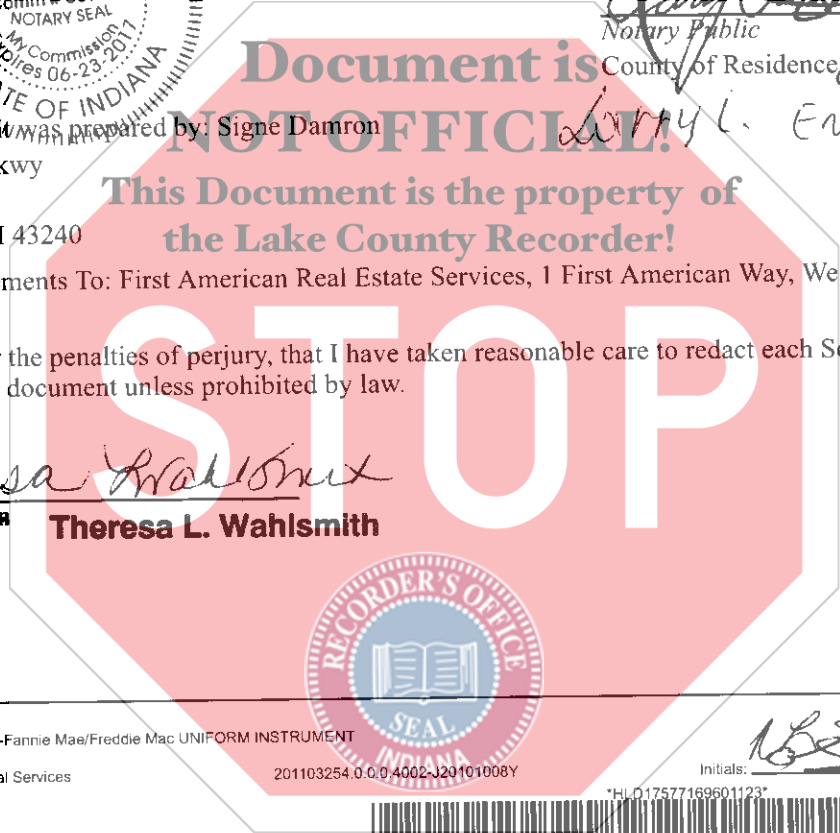 NOTARY SEAL
My Commission
Expires 06-23-2017
STATE OF INDIANA
Notary Public
County of Residence
Document is
NOT OFFICIAL!
This Document is the property of
the Lake County Recorder!
was prepared by: Signe Damron
Larry L.
kwy
43240
ments To: First American Real Estate Services, 1 First American Way, We
the penalties of perjury, that I have taken reasonable care to redact each S
document unless prohibited by law.
STOP
Theresa L. Wahlsmith
RECORDER'S OFFICE
SEAL
INDIANA
-Fannie Mae/Freddie Mac UNIFORM INSTRUMENT
al Services
201103254.0.0.0.4002-J20101008Y
Initials:
*HLD17577169601123*